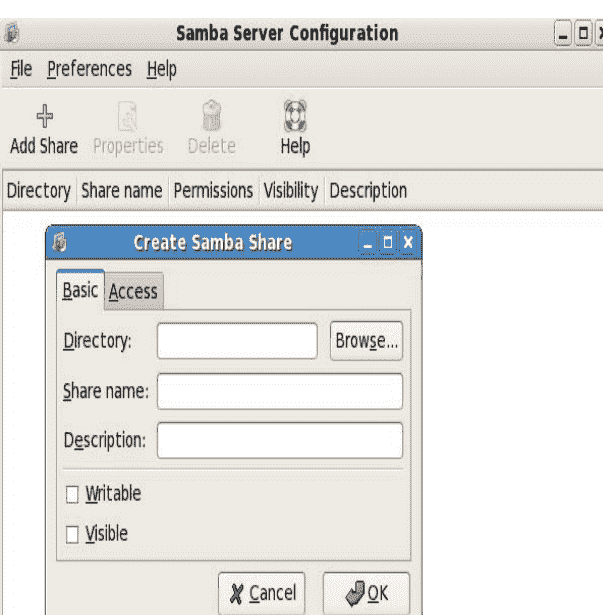 Samba Server Configuration
File Preferences Help
Add Share Properties Delete Help
Directory Share name Permissions Visibility Description
Create Samba Share
Basic Access
Directory: Browse...
Share name:
Description:
Writable
Visible
Cancel OK